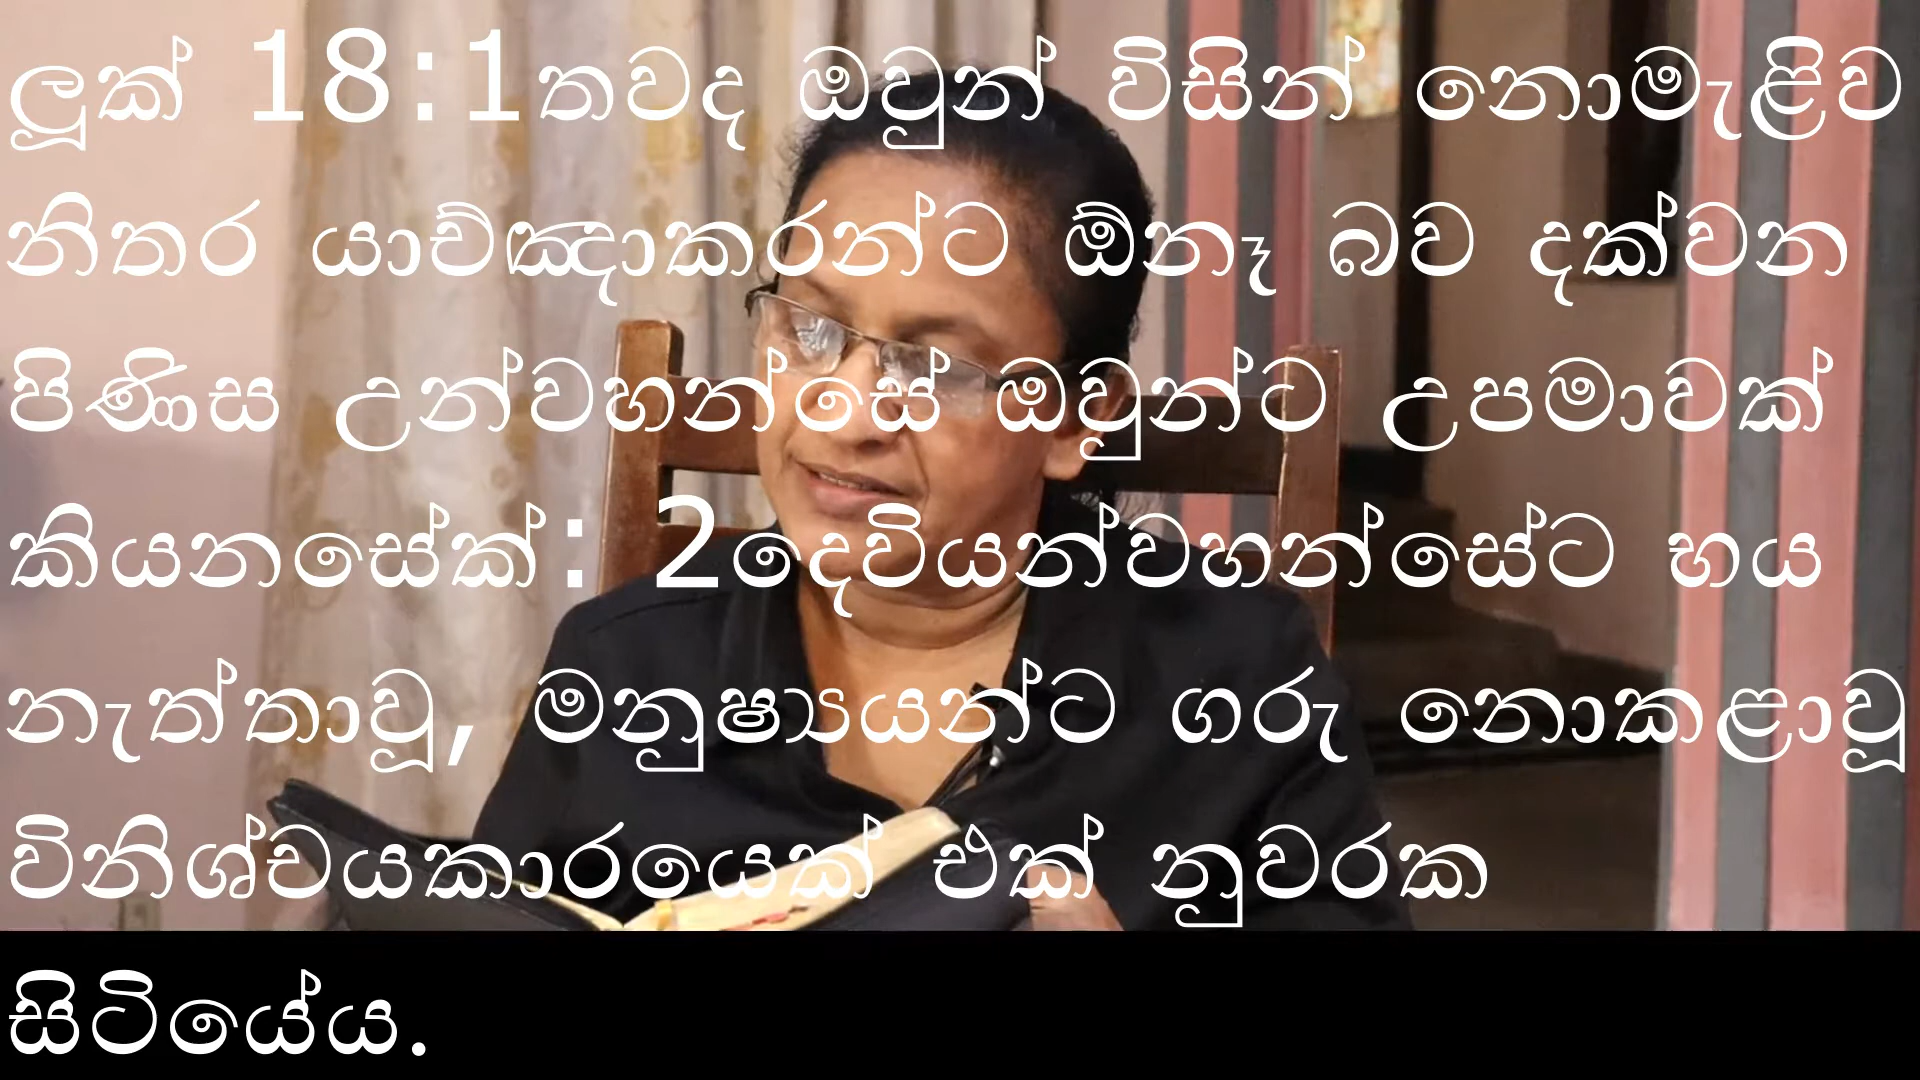 ලූක් 18:1තවද ඔවුන් විසින් නොමැළිව
නිතර යාච්ඤාකරන්ට ඕනෑ බව දක්වන
පිණිස උන්වහන්සේ ඔවුන්ට උපමාවක්
කියනසේක්: 2දෙවියන්වහන්සේට භය
නැත්තාවූ, මනුෂ්‍යයන්ට ගරු නොකළාවූ
විනිශ්චයකාරයෙක් එක් නුවරක
සිටියේය.